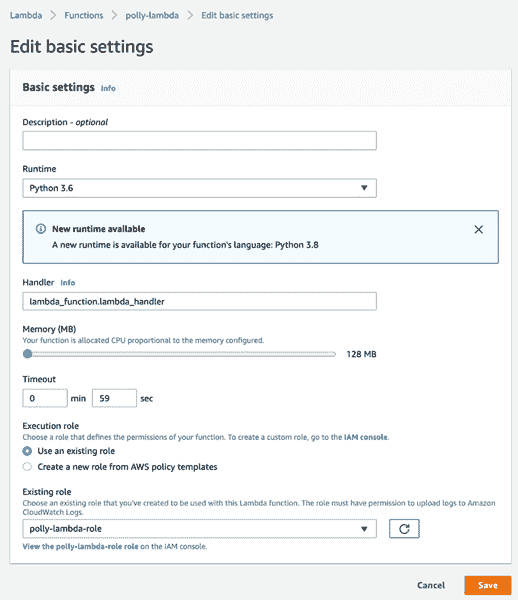 Lambda > Functions > polly-lambda > Edit basic settings
Edit basic settings
Basic settings Info
Description - optional
Runtime
Python 3.6
New runtime available
A new runtime is available for your function's language: Python 3.8
Handler Info
lambda_function.lambda_handler
Memory (MB)
Your function is allocated CPU proportional to the memory configured.
128 MB
Timeout
0 min 59 sec
Execution role
Choose a role that defines the permissions of your function. To create a custom role, go to the IAM console.
Use an existing role
Create a new role from AWS policy templates
Existing role
Choose an existing role that you've created to be used with this Lambda function. The role must have permission to upload logs to Amazon
CloudWatch Logs.
polly-lambda-role
View the polly-lambda-role role on the IAM console.
Cancel Save